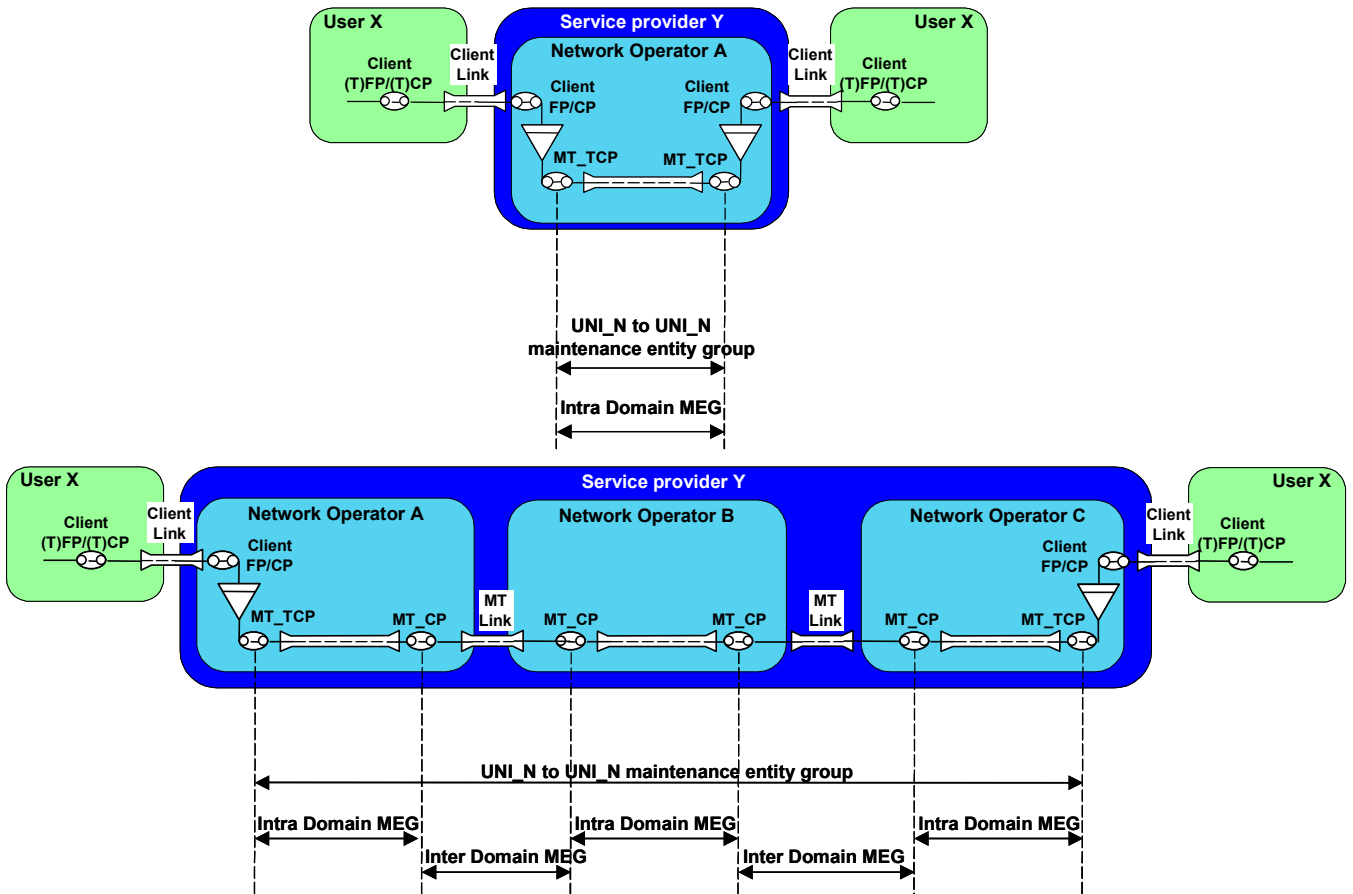 User X
Service provider Y
User X
Network Operator A
Client
Link
Client
Link
Client
(T)FP/(T)CP
Client
(T)FP/(T)CP
Client
FP/CP
Client
FP/CP
MT_TCP
MT_TCP
UNI_N to UNI_N
maintenance entity group
Intra Domain MEG
User X
Service provider Y
User X
Network Operator A
Network Operator B
Network Operator C
Client
Link
Client
Link
Client
(T)FP/(T)CP
Client
(T)FP/(T)CP
Client
FP/CP
Client
FP/CP
MT
Link
MT
Link
MT_TCP
MT_CP
MT_CP
MT_CP
MT_CP
MT_TCP
UNI_N to UNI_N maintenance entity group
Intra Domain MEG
Intra Domain MEG
Intra Domain MEG
Inter Domain MEG
Inter Domain MEG